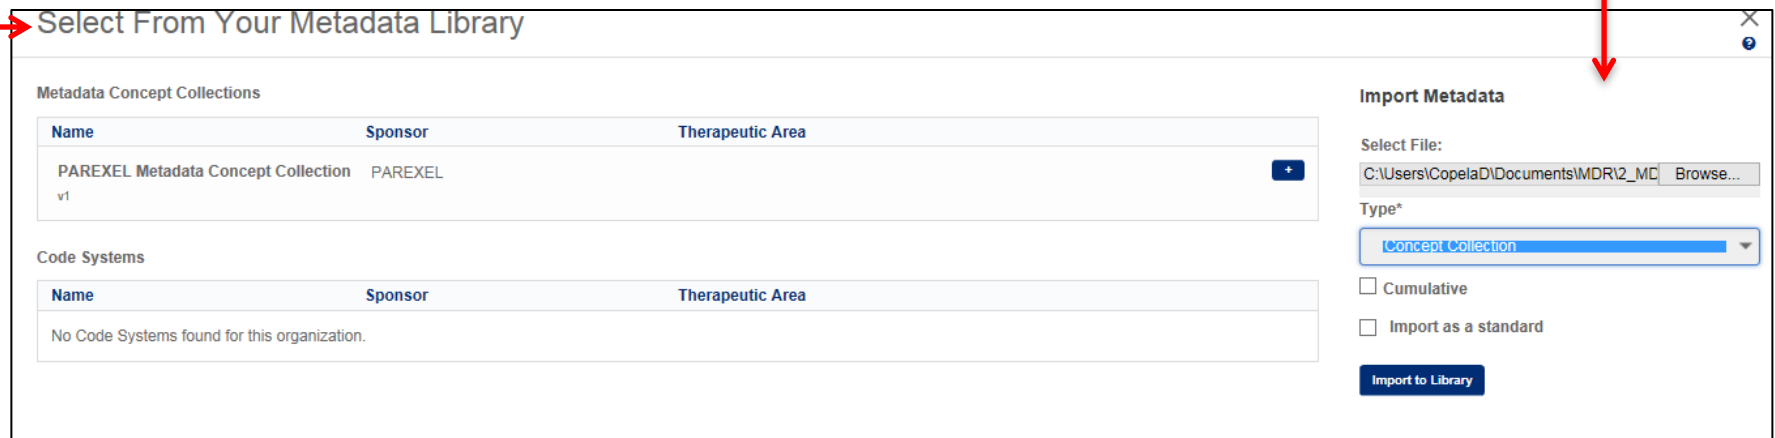 Select From Your Metadata Library
Metadata Concept Collections
Name Sponsor Therapeutic Area
PAREXEL Metadata Concept Collection PAREXEL +
v1
Code Systems
Name Sponsor Therapeutic Area
No Code Systems found for this organization.
Import Metadata
Select File:
C:\Users\CopelaD\Documents\MDR\2_MD Browse...
Type*
Concept Collection
Cumulative
Import as a standard
Import to Library